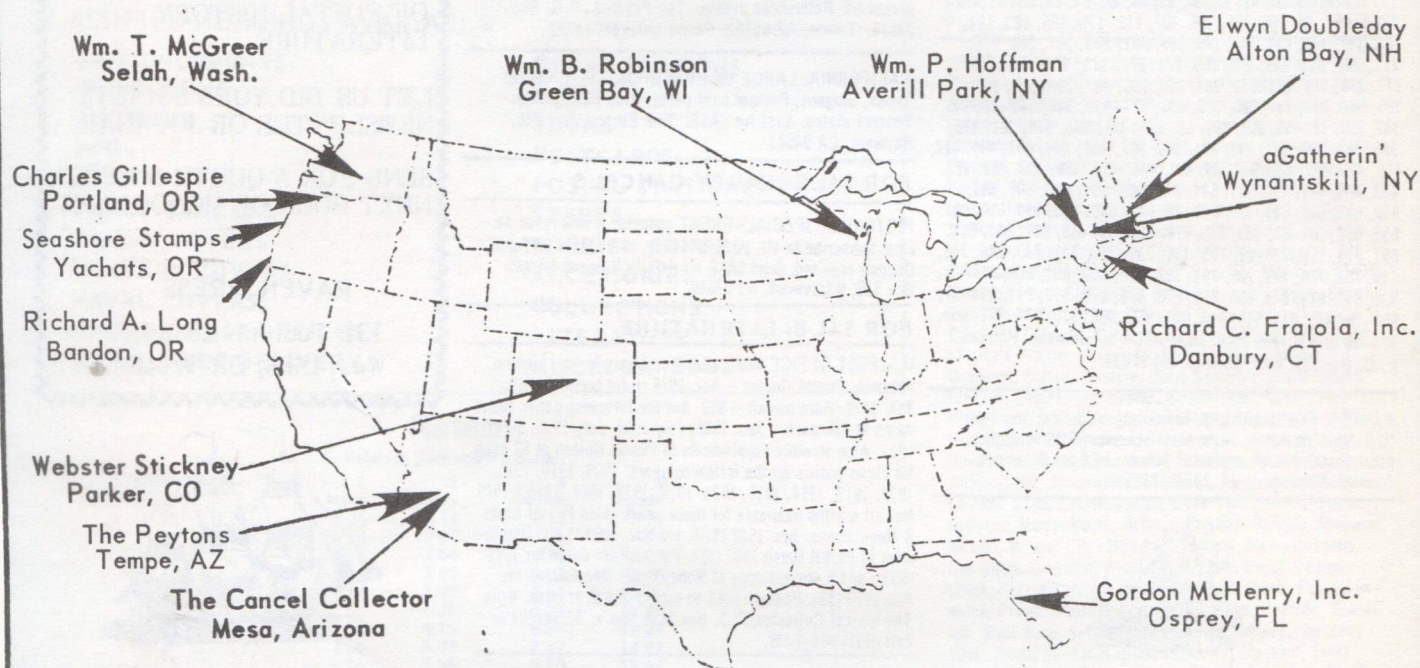 Wm. T. McGreer
Selah, Wash.
Wm. B. Robinson
Green Bay, WI
Wm. P. Hoffman
Averill Park, NY
Elwyn Doubleday
Alton Bay, NH
Charles Gillespie
Portland, OR
aGatherin'
Wynantskill, NY
Seashore Stamps
Yachats, OR
Richard A. Long
Bandon, OR
Richard C. Frajola, Inc.
Danbury, CT
Webster Stickney
Parker, CO
The Peytons
Tempe, AZ
The Cancel Collector
Mesa, Arizona
Gordon McHenry, Inc.
Osprey, FL